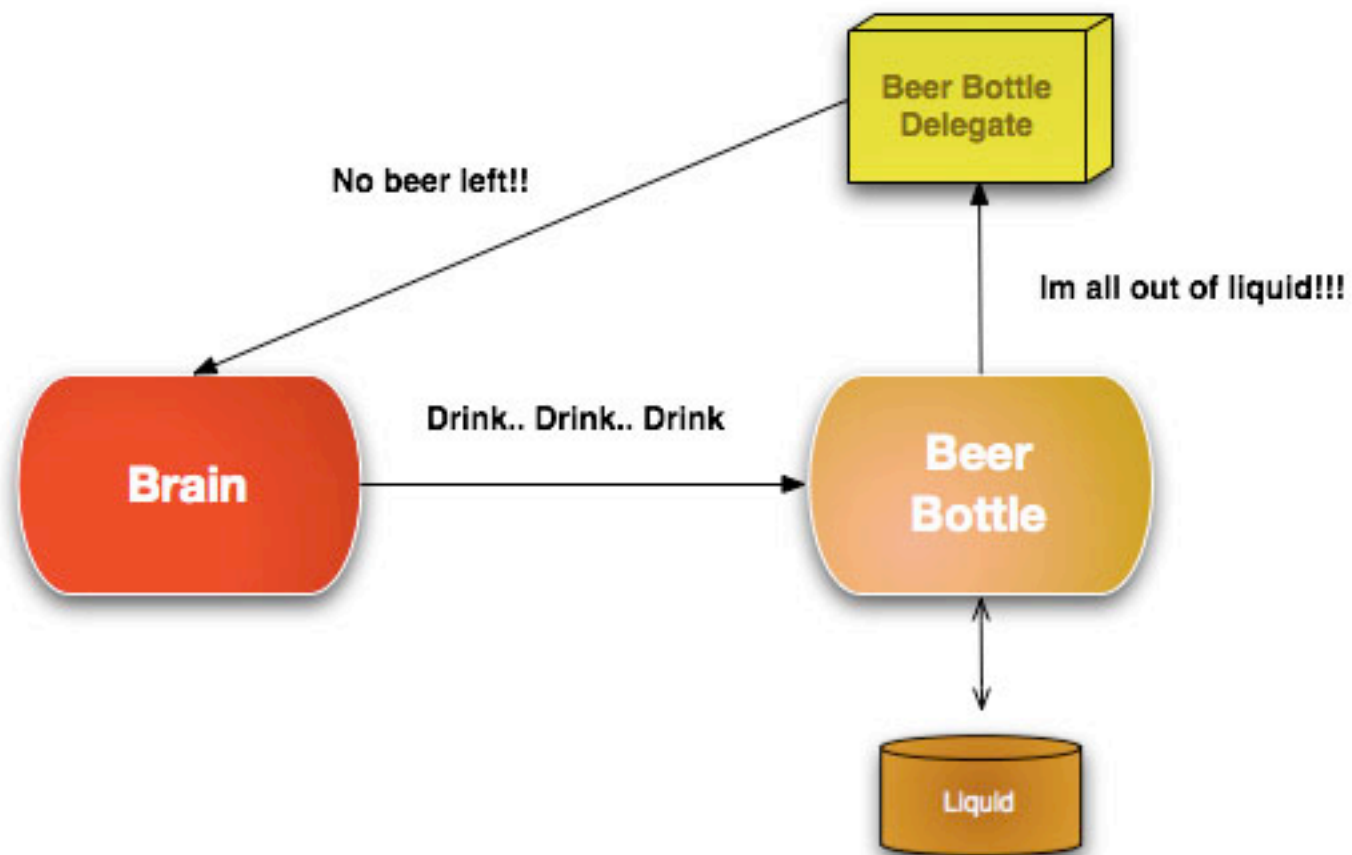 Beer Bottle
Delegate
No beer left!!
Im all out of liquid!!!
Drink.. Drink.. Drink
Brain
Beer
Bottle
Liquid